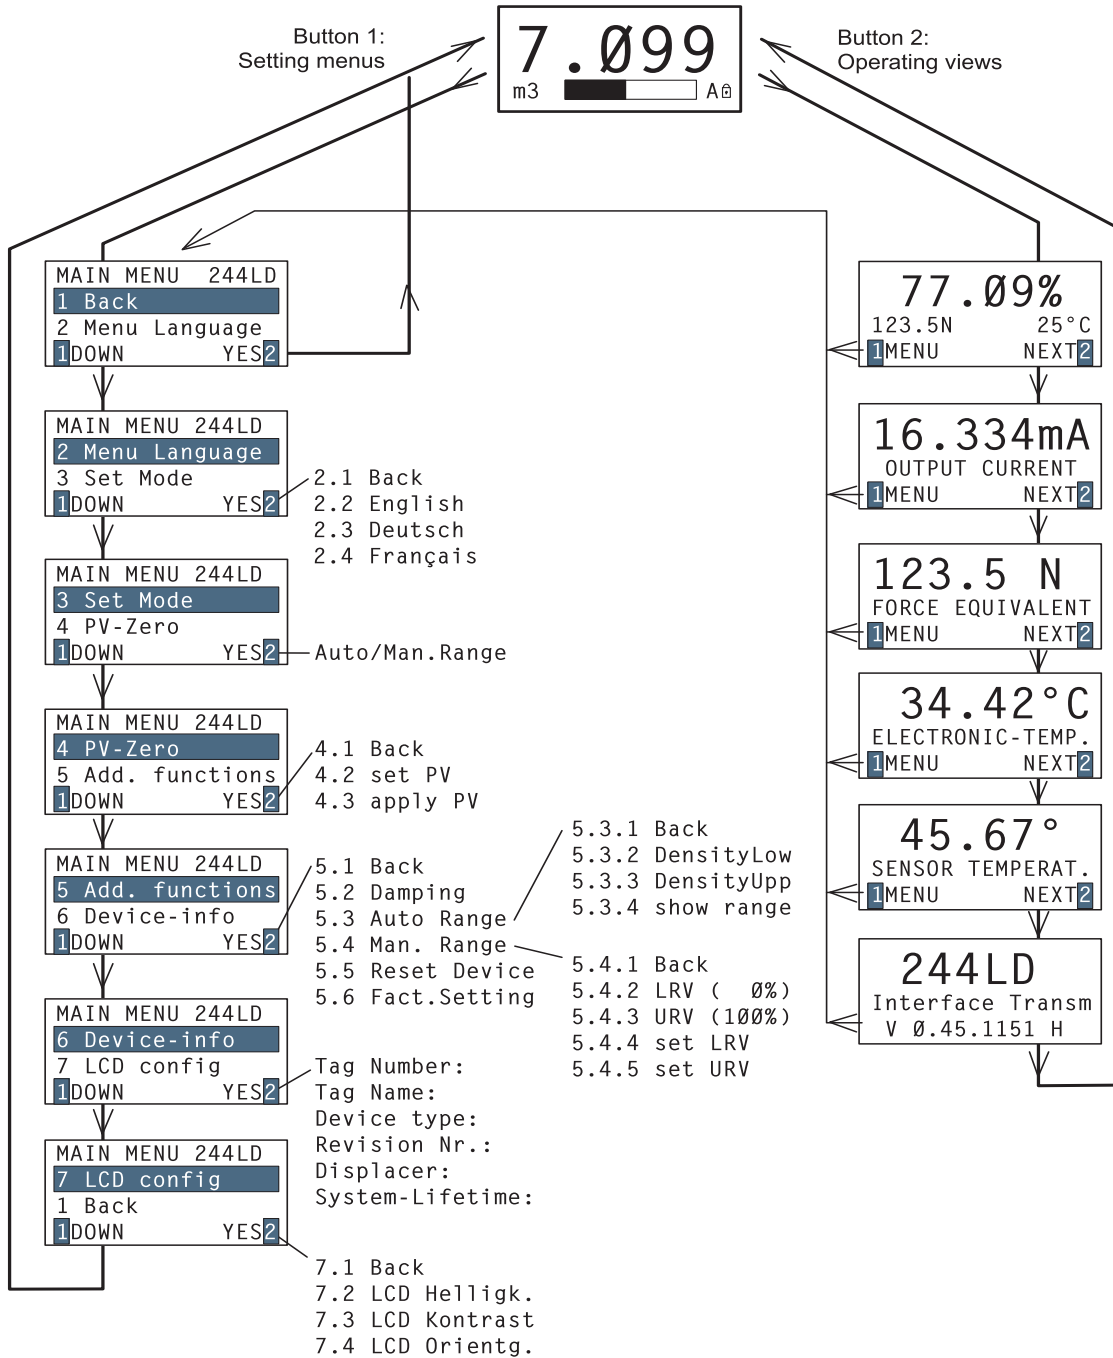 Button 1:
Setting menus
7.Ø99
m3
A
Button 2:
Operating views
MAIN MENU 244LD
1 Back
2 Menu Language
1DOWN YES2
MAIN MENU 244LD
2 Menu Language
3 Set Mode
1DOWN YES2
2.1 Back
2.2 English
2.3 Deutsch
2.4 Français
MAIN MENU 244LD
3 Set Mode
4 PV-Zero
1DOWN YES2
Auto/Man.Range
MAIN MENU 244LD
4 PV-Zero
5 Add. functions
1DOWN YES2
4.1 Back
4.2 set PV
4.3 apply PV
MAIN MENU 244LD
5 Add. functions
6 Device-info
1DOWN YES2
5.1 Back
5.2 Damping
5.3 Auto Range
5.4 Man. Range
5.5 Reset Device
5.6 Fact.Setting
5.3.1 Back
5.3.2 DensityLow
5.3.3 DensityUpp
5.3.4 show range
5.4.1 Back
5.4.2 LRV (  Ø%)
5.4.3 URV (1ØØ%)
5.4.4 set LRV
5.4.5 set URV
MAIN MENU 244LD
6 Device-info
7 LCD config
1DOWN YES2
Tag Number:
Tag Name:
Device type:
Revision Nr.:
Displacer:
System-Lifetime:
MAIN MENU 244LD
7 LCD config
1 Back
1DOWN YES2
7.1 Back
7.2 LCD Helligk.
7.3 LCD Kontrast
7.4 LCD Orientg.
77.Ø9%
123.5N 25°C
1MENU NEXT2
16.334mA
OUTPUT CURRENT
1MENU NEXT2
123.5 N
FORCE EQUIVALENT
1MENU NEXT2
34.42°C
ELECTRONIC-TEMP.
1MENU NEXT2
45.67°
SENSOR TEMPERAT.
1MENU NEXT2
244LD
Interface Transm
V Ø.45.1151 H